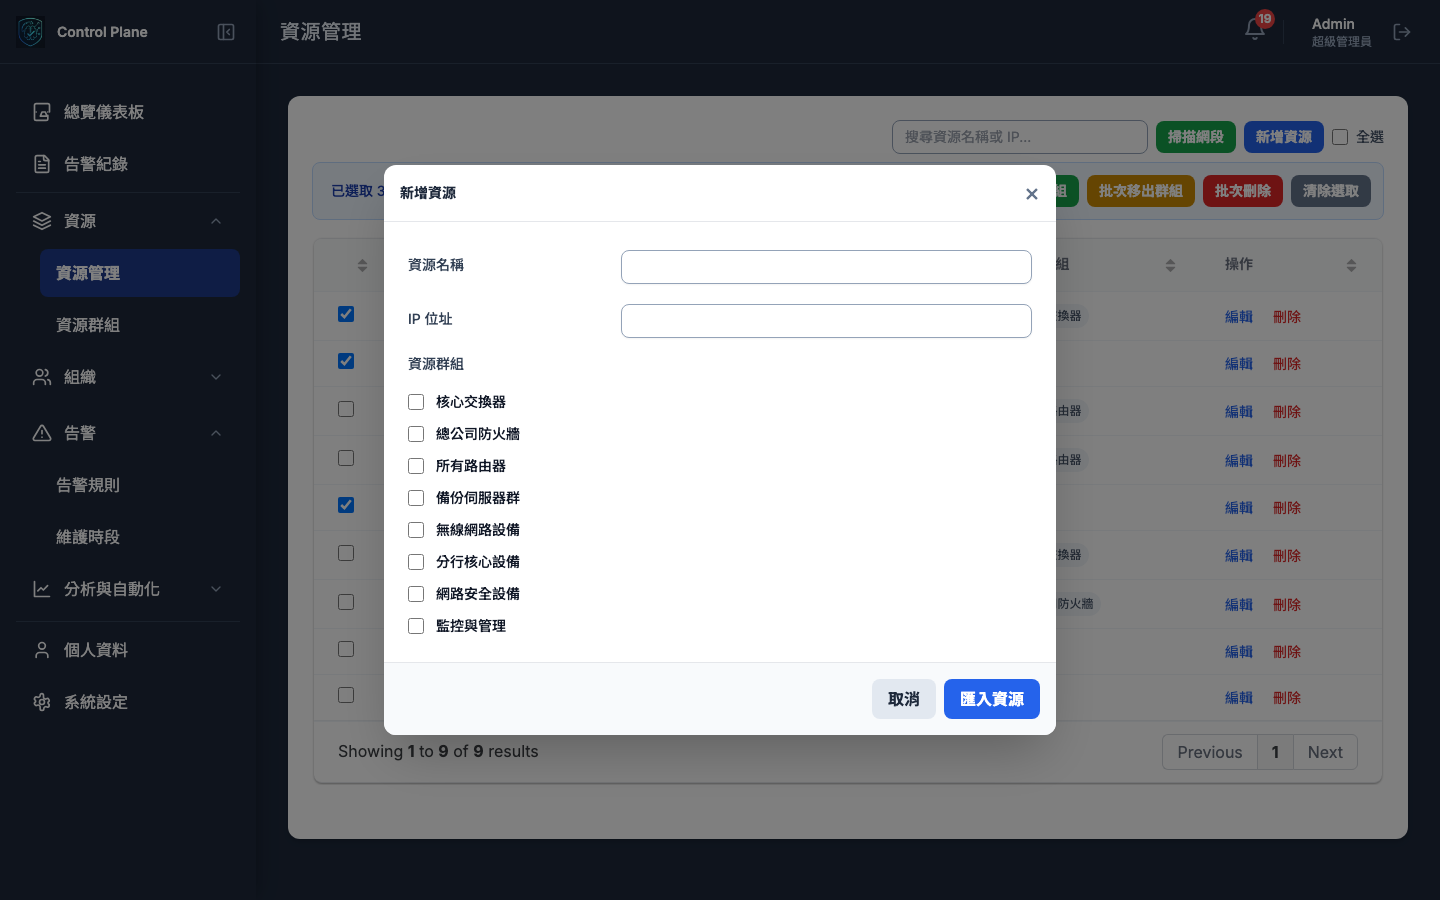 Control Plane
資源管理
19
Admin
超級管理員
總覽儀表板
告警紀錄
資源
資源管理
資源群組
組織
告警
告警規則
維護時段
分析與自動化
個人資料
系統設定
搜尋資源名稱或 IP...
掃描網段
新增資源
全選
已選取 3
組
批次移出群組
批次刪除
清除選取
組
操作
換器
編輯
刪除
編輯
刪除
由器
編輯
刪除
由器
編輯
刪除
編輯
刪除
換器
編輯
刪除
防火牆
編輯
刪除
編輯
刪除
編輯
刪除
新增資源
資源名稱
IP 位址
資源群組
核心交換器
總公司防火牆
所有路由器
備份伺服器群
無線網路設備
分行核心設備
網路安全設備
監控與管理
取消
匯入資源
Showing 1 to 9 of 9 results
Previous
1
Next